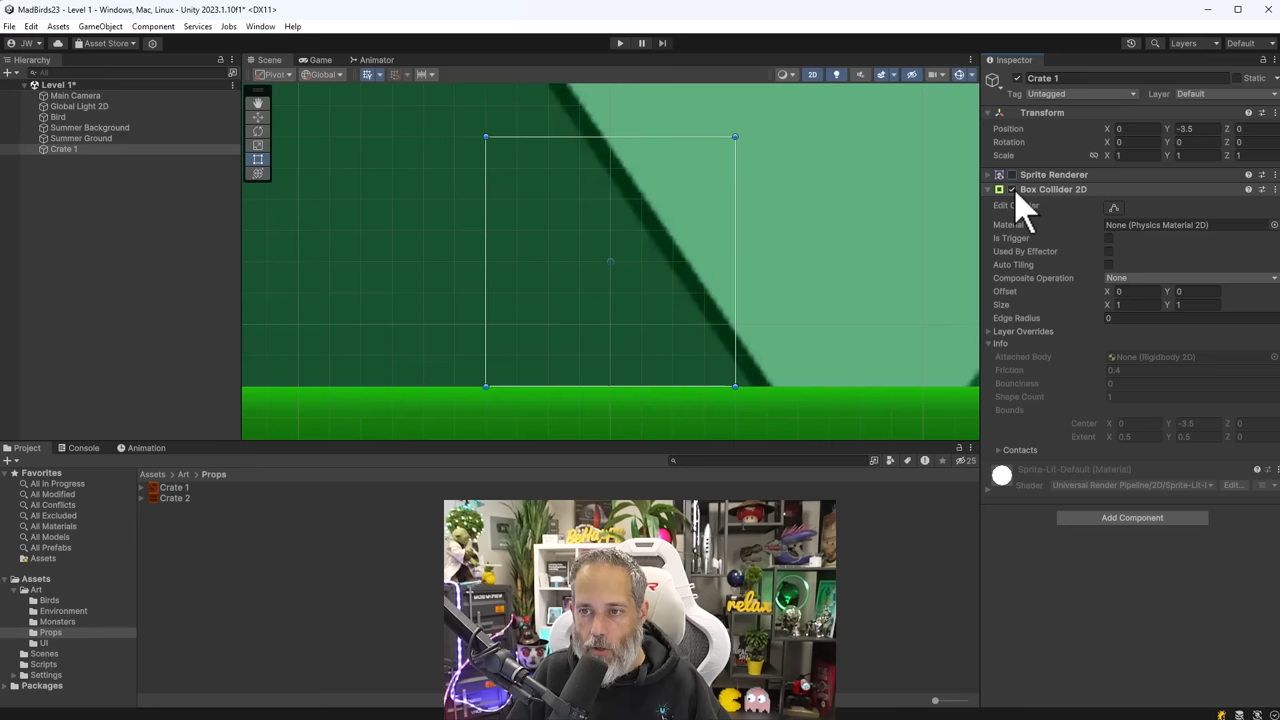 MadBirds23 - Level 1 - Windows, Mac, Linux - Unity 2023.1.10f1* <DX11>
File Edit Assets GameObject Component Services Jobs Window Help
JW Asset Store Layers Default
Hierarchy
All
Level 1*
Main Camera
Global Light 2D
Bird
Summer Background
Summer Ground
Crate 1
Scene Game Animator
Pivot Global 2D
Inspector
Crate 1 Static
Tag Untagged Layer Default
Transform
Position X 0 Y -3.5 Z 0
Rotation X 0 Y 0 Z 0
Scale X 1 Y 1 Z 1
Sprite Renderer
Box Collider 2D
Material None (Physics Material 2D)
Is Trigger
Used By Effector
Auto Tiling
Composite Operation None
Offset X 0 Y 0
Size X 1 Y 1
Edge Radius 0
Layer Overrides
Info
Attached Body None (Rigidbody 2D)
Friction 0.4
Bounciness 0
Shape Count 1
Bounds
Center X 0 Y -3.5 Z 0
Extent X 0.5 Y 0.5 Z 0
Contacts
Sprite-Lit-Default (Material)
Shader Universal Render Pipeline/2D/Sprite-Lit- Edit...
Add Component
Project Console Animation
25
Favorites
All In Progress
All Modified
All Conflicts
All Excluded
All Materials
All Models
All Prefabs
Assets
Assets
Art
Birds
Environment
Monsters
Props
UI
Scenes
Scripts
Settings
Packages
Assets Art Props
Crate 1
Crate 2
relax